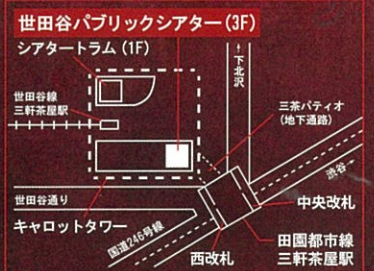 世田谷パブリックシアター(3F)
シアタートラム(1F)
↑下北沢
世田谷線
三軒茶屋駅
三茶パティオ
(地下通路)
渋谷→
世田谷通り
中央改札
キャロットタワー
国道246号線
西改札
田園都市線
三軒茶屋駅